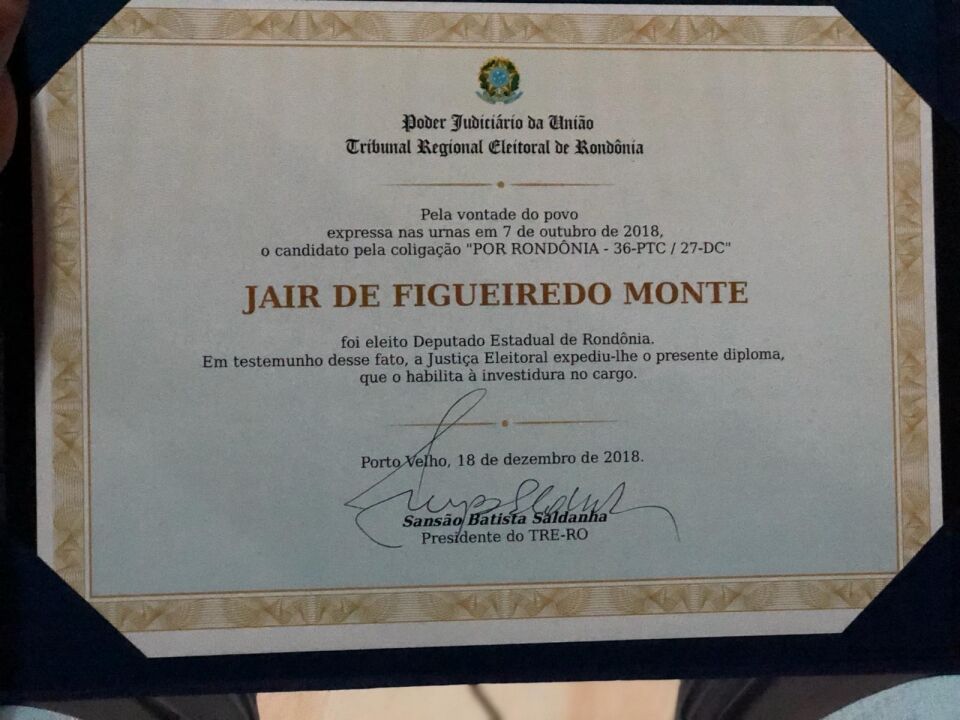 Poder Judiciário da União
Tribunal Regional Eleitoral de Rondônia
Pela vontade do povo
expressa nas urnas em 7 de outubro de 2018,
o candidato pela coligação "POR RONDÔNIA - 36-PTC / 27-DC"
JAIR DE FIGUEIREDO MONTE
foi eleito Deputado Estadual de Rondônia.
Em testemunho desse fato, a Justiça Eleitoral expediu-lhe o presente diploma,
que o habilita à investidura no cargo.
Porto Velho, 18 de dezembro de 2018.
Sansão Batista Saldanha
Presidente do TRE-RO